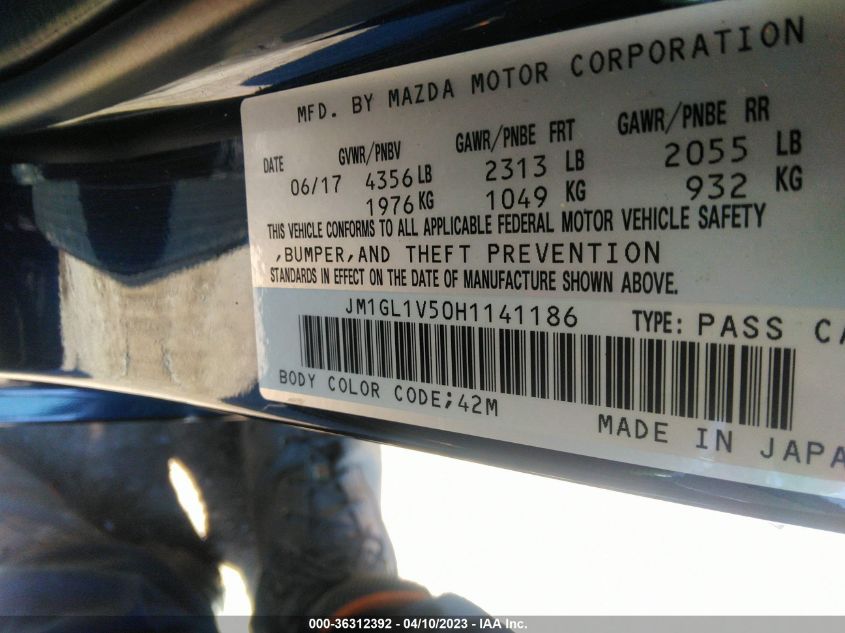 MFD. BY MAZDA MOTOR CORPORATION
DATE GVWR/PNBV GAWR/PNBE FRT GAWR/PNBE RR
06/17 4356 LB 2313 LB 2055 LB
1976 KG 1049 KG 932 KG
THIS VEHICLE CONFORMS TO ALL APPLICABLE FEDERAL MOTOR VEHICLE SAFETY
,BUMPER,AND THEFT PREVENTION
STANDARDS IN EFFECT ON THE DATE OF MANUFACTURE SHOWN ABOVE.
JM1GL1V50H1141186 TYPE: PASS CA
BODY COLOR CODE;42M
MADE IN JAPA
000-36312392 - 04/10/2023 - IAA Inc.